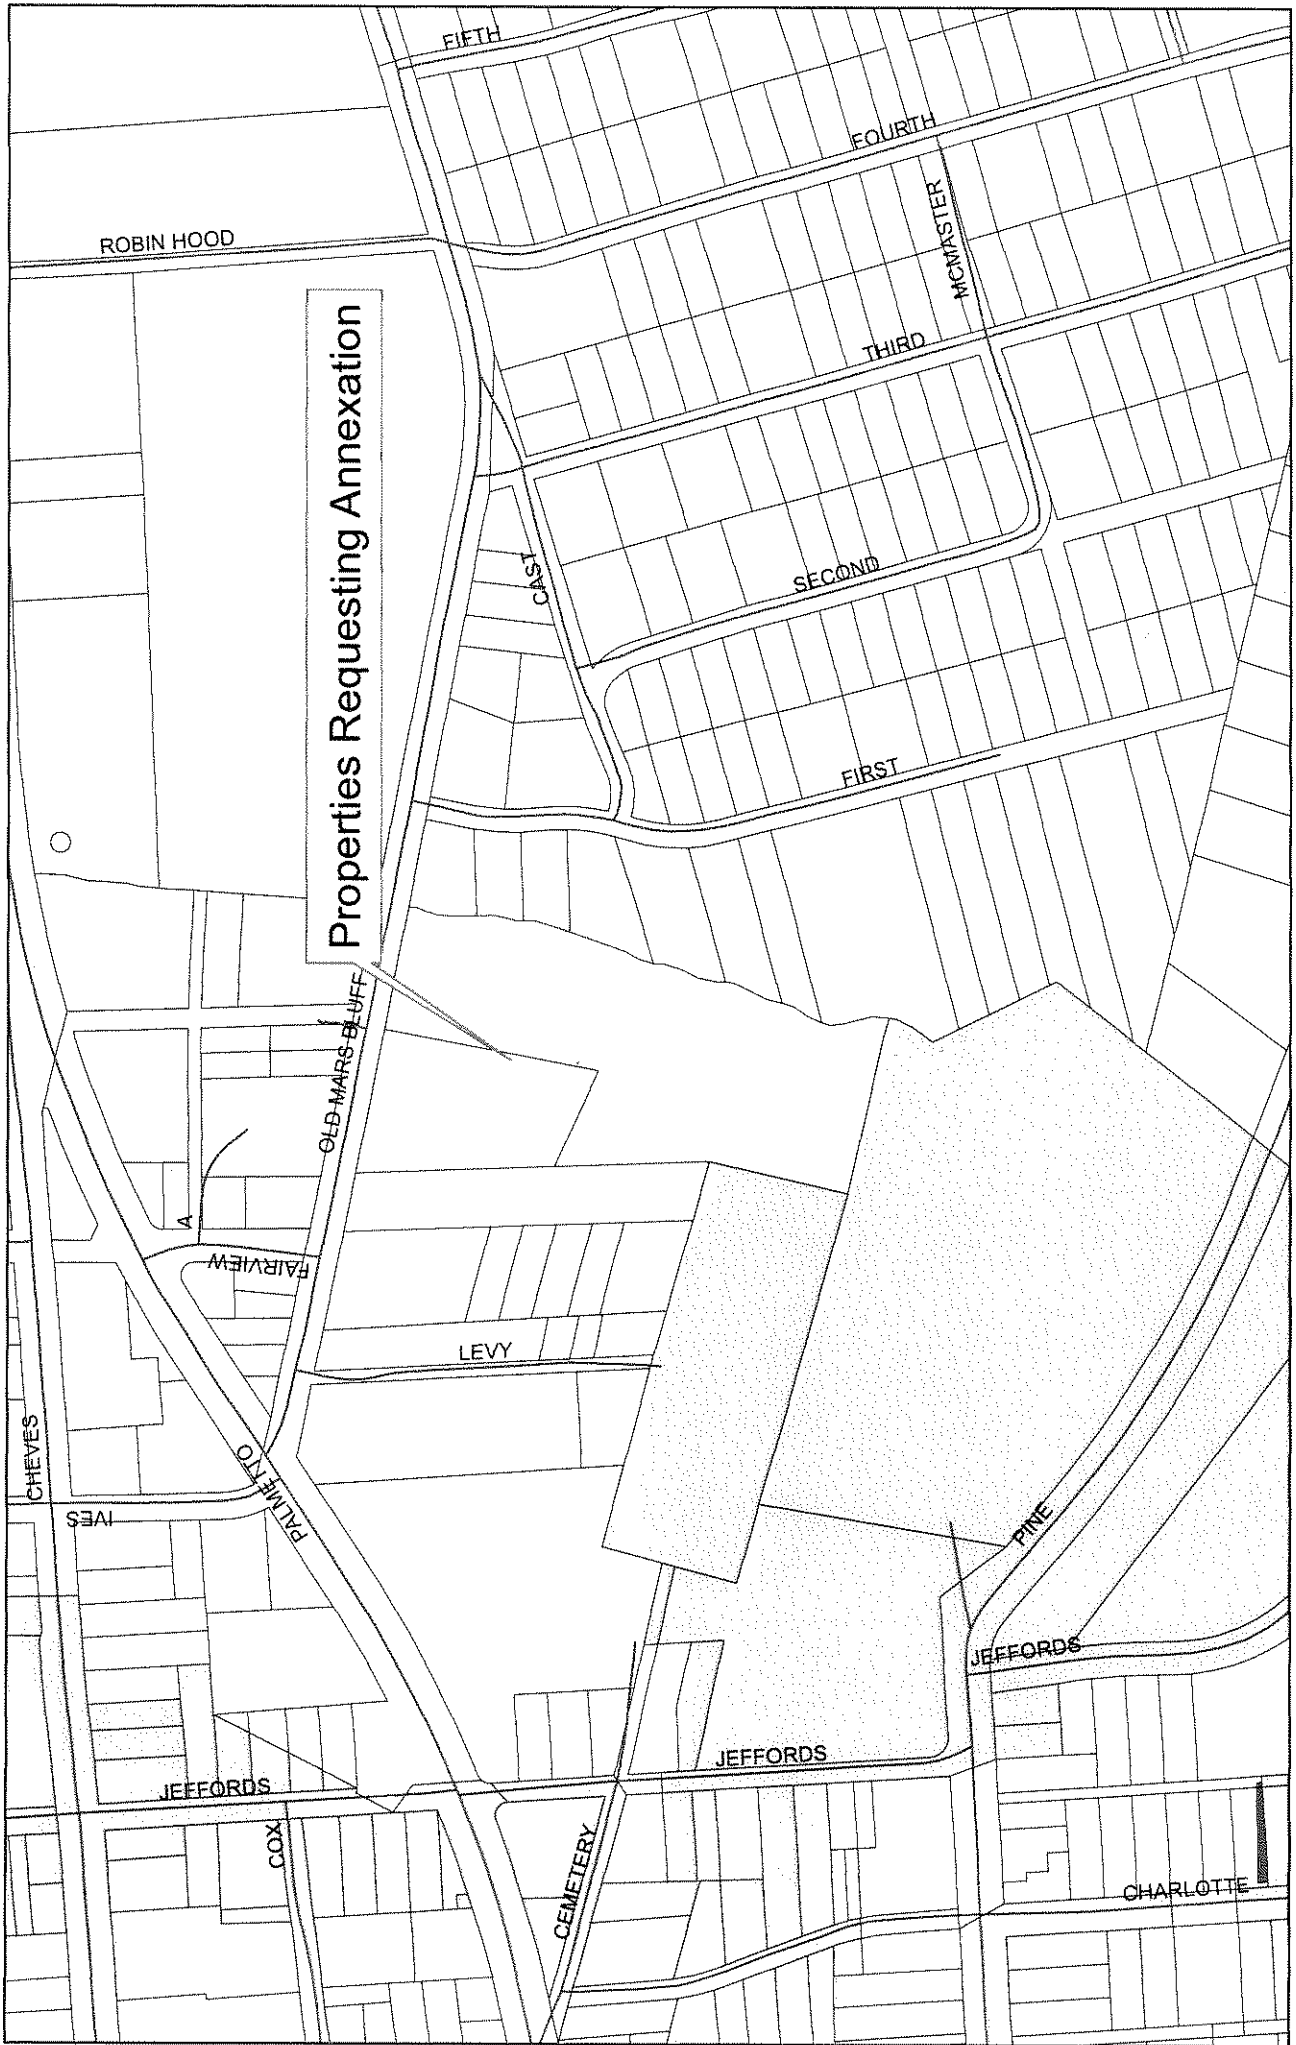 FIFTH
FOURTH
ROBIN HOOD
MCMASTER
Properties Requesting Annexation
THIRD
CAST
SECOND
FIRST
OLD MARS BLUFF
A
FAIRVIEW
LEVY
CHEVES
PALMETTO
IVES
PINE
JEFFORDS
JEFFORDS
JEFFORDS
COX
CEMETERY
CHARLOTTE